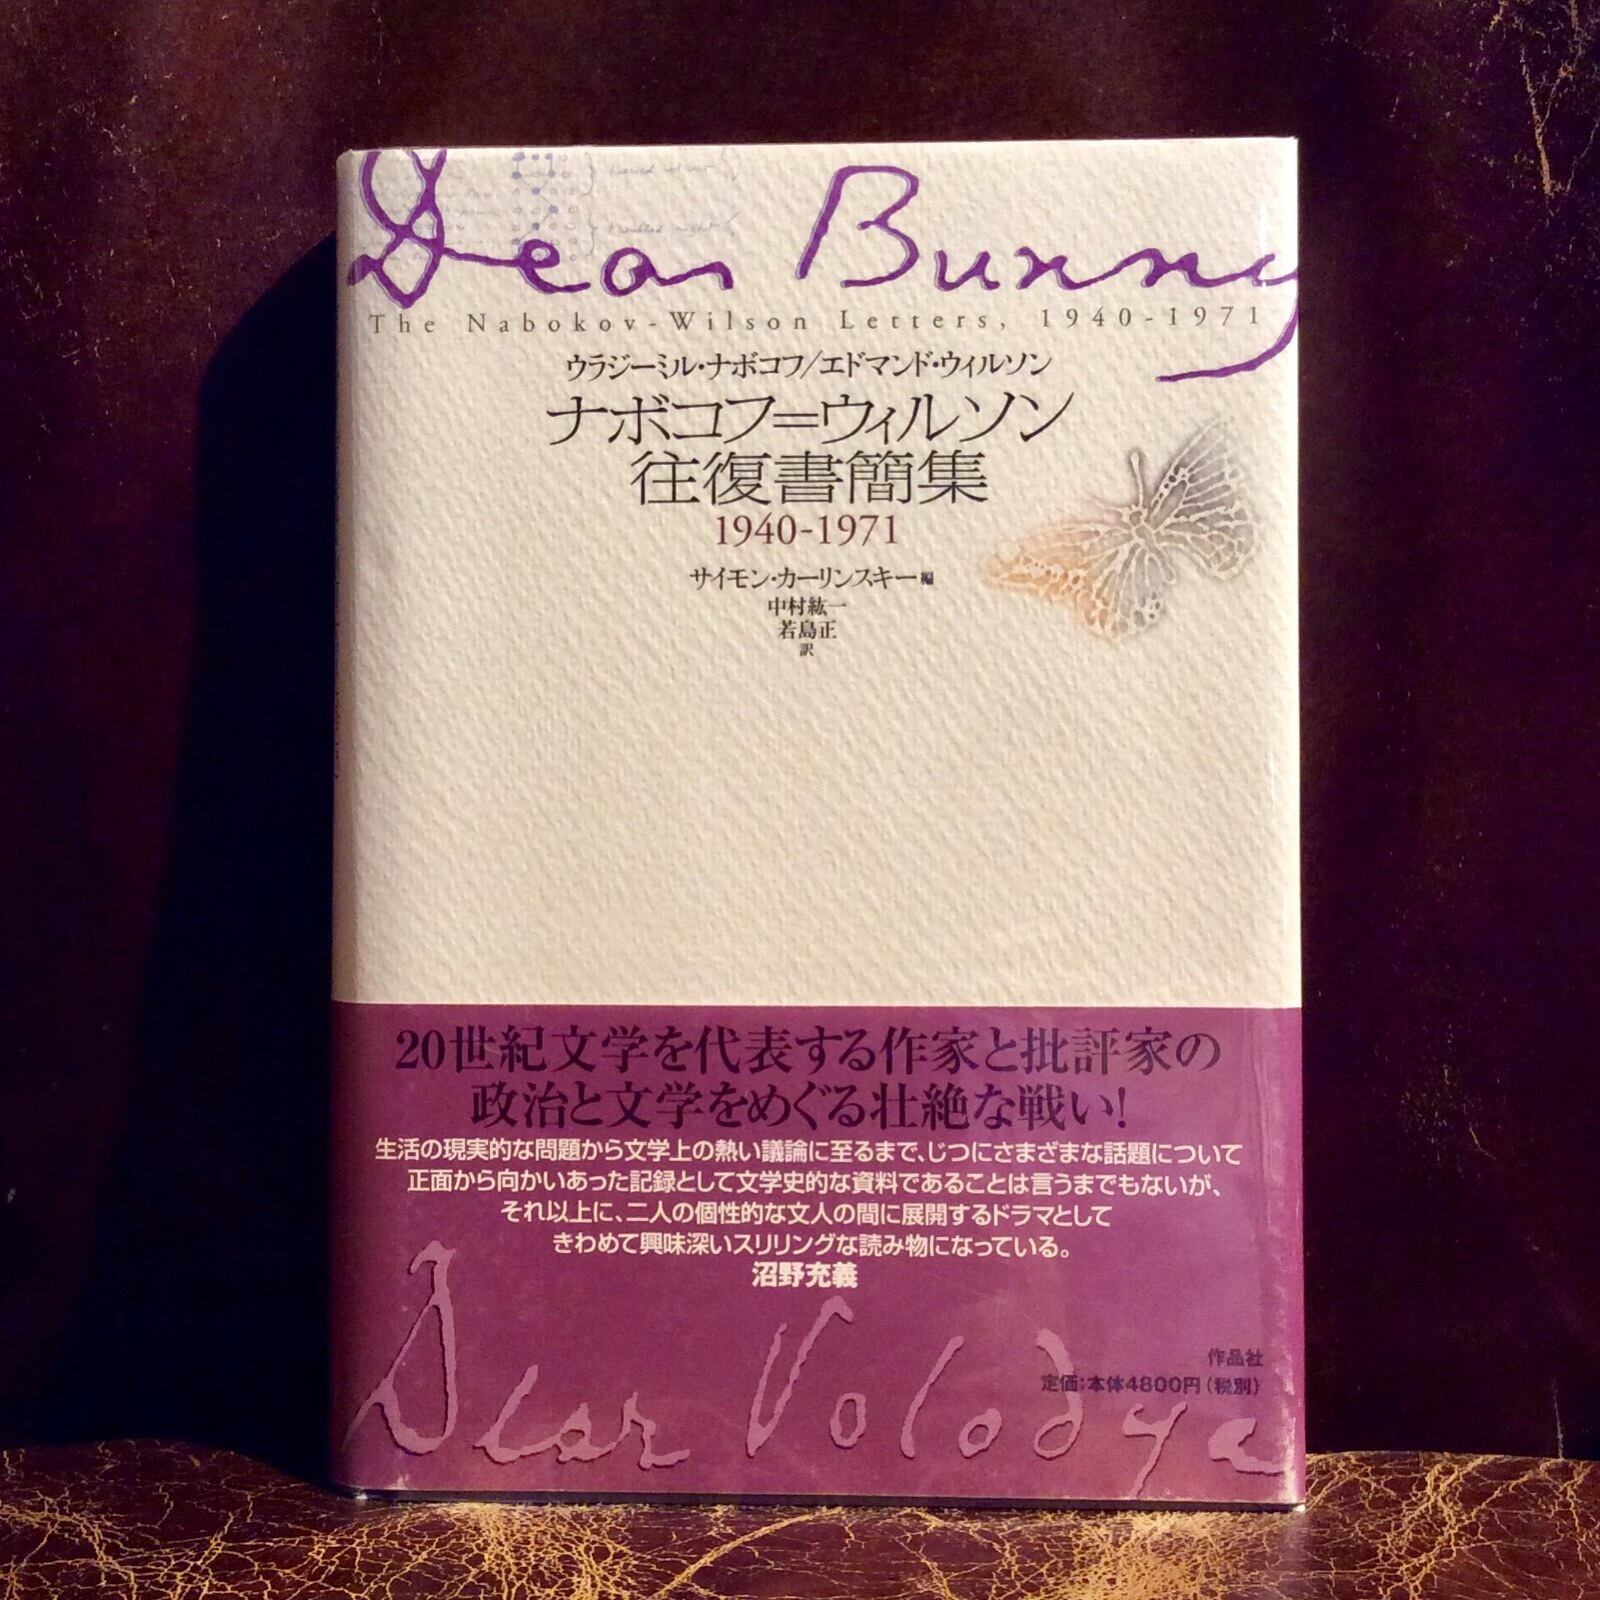 Dear Bunny
The Nabokov-Wilson Letters, 1940-1971
ウラジーミル・ナボコフ/エドマンド・ウィルソン
ナボコフ=ウィルソン
往復書簡集
1940-1971
サイモン・カーリンスキー 編
中村紘一
若島正
訳
20世紀文学を代表する作家と批評家の
政治と文学をめぐる壮絶な戦い!
生活の現実的な問題から文学上の熱い議論に至るまで、じつにさまざまな話題について
正面から向かいあった記録として文学史的な資料であることは言うまでもないが、
それ以上に、二人の個性的な文人の間に展開するドラマとして
きわめて興味深いスリリングな読み物になっている。
沼野充義
作品社
定価:本体4800円(税別)
Dear Volodya